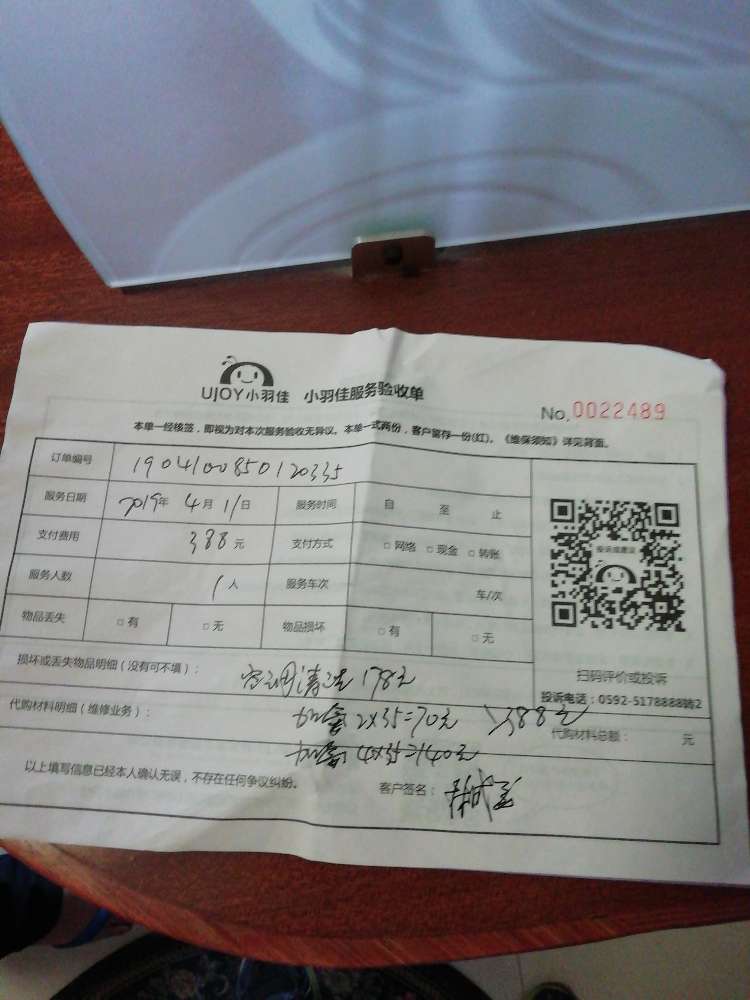 UJOY小羽佳 小羽佳服务验收单
No.0022489
本单一经核签，即视为对本次服务验收无异议。本单一式两份，客户留存一份(红)。《维保须知》详见背面。
订单编号 1904100850120335
服务日期 2019年 4月 11日 服务时间 自 至 止
支付费用 388元 支付方式 □网络 □现金 □转账
服务人数 1人 服务车次 车/次
物品丢失 □有 □无 物品损坏 □有 □无
投诉或建议
扫码评价或投诉
投诉电话：0592-5178888转2
损坏或丢失物品明细（没有可不填）： 空调清洗 178元
代购材料明细（维修业务）： 2X35=70元 388元
代购材料总额： 元
4X35=140元
以上填写信息已经本人确认无误，不存在任何争议纠纷。 客户签名：